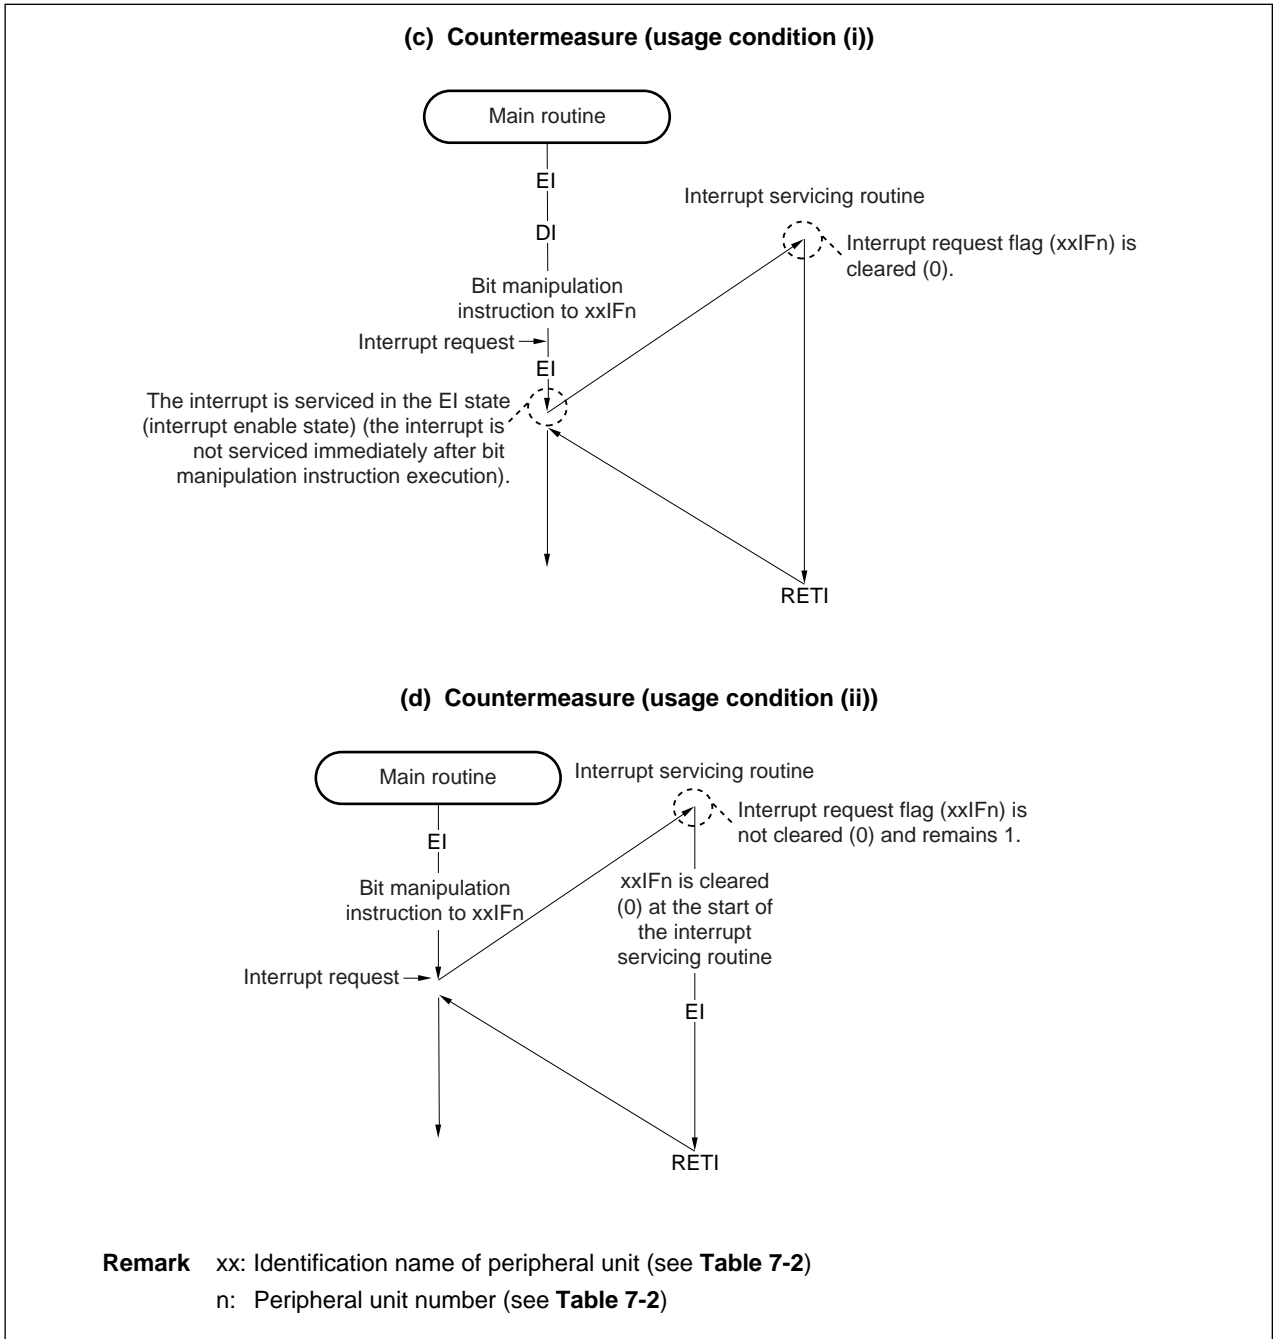 (c) Countermeasure (usage condition (i))
Main routine
EI
DI
Bit manipulation
instruction to xxIFn
Interrupt request
EI
The interrupt is serviced in the EI state
(interrupt enable state) (the interrupt is
not serviced immediately after bit
manipulation instruction execution).
Interrupt servicing routine
Interrupt request flag (xxIFn) is
cleared (0).
RETI
(d) Countermeasure (usage condition (ii))
Main routine
EI
Bit manipulation
instruction to xxIFn
Interrupt request
Interrupt servicing routine
Interrupt request flag (xxIFn) is
not cleared (0) and remains 1.
xxIFn is cleared
(0) at the start of
the interrupt
servicing routine
EI
RETI
Remark xx: Identification name of peripheral unit (see Table 7-2)
n: Peripheral unit number (see Table 7-2)